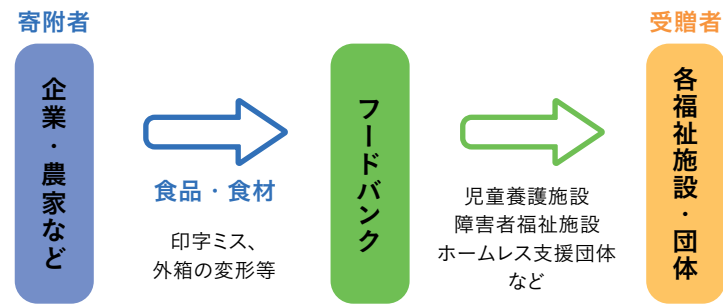 寄附者
企業・農家など
食品・食材
印字ミス、
外箱の変形等
フードバンク
児童養護施設
障害者福祉施設
ホームレス支援団体
など
受贈者
各福祉施設・団体